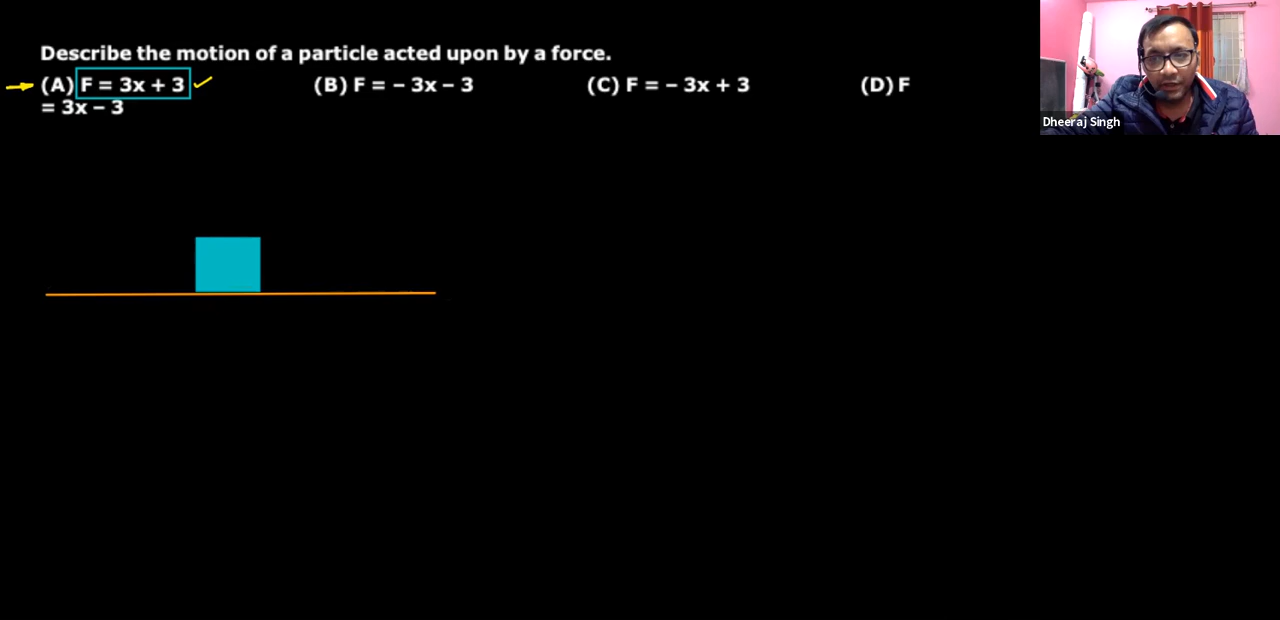 Describe the motion of a particle acted upon by a force.
(A) F = 3x + 3 (B) F = – 3x – 3 (C) F = – 3x + 3 (D) F
= 3x – 3
Dheeraj Singh